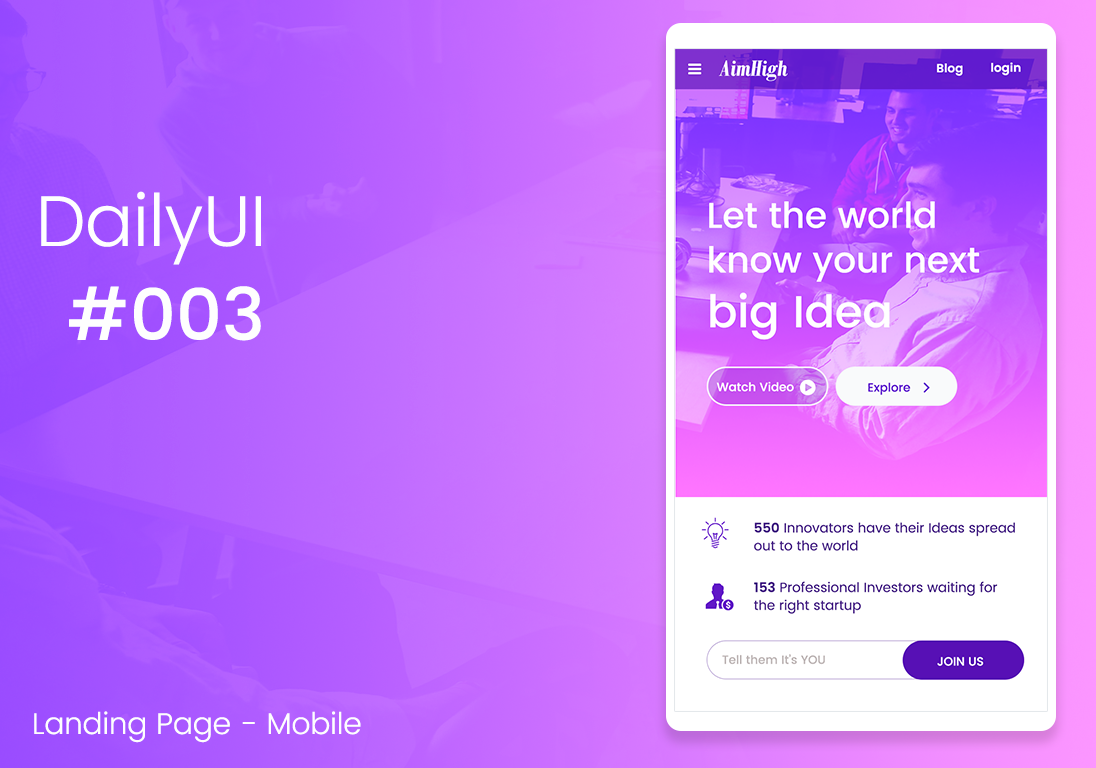 DailyUI
#003
Landing Page - Mobile
AimHigh
Blog
login
Let the world
know your next
big Idea
Watch Video
Explore
550 Innovators have their Ideas spread
out to the world
153 Professional Investors waiting for
the right startup
Tell them It's YOU
JOIN US